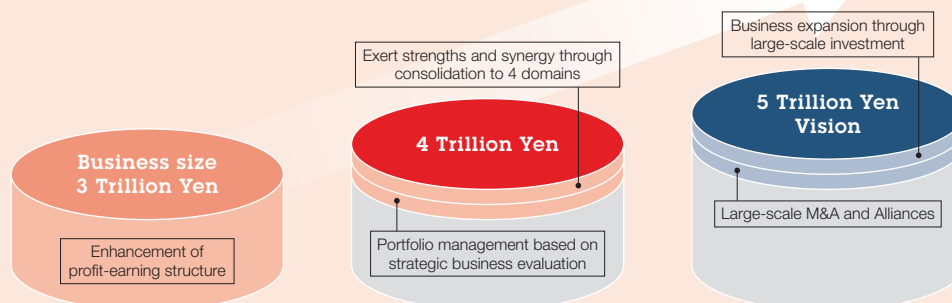 Business size
3 Trillion Yen
Enhancement of
profit-earning structure
Exert strengths and synergy through
consolidation to 4 domains
4 Trillion Yen
Portfolio management based on
strategic business evaluation
Business expansion through
large-scale investment
5 Trillion Yen
Vision
Large-scale M&A and Alliances